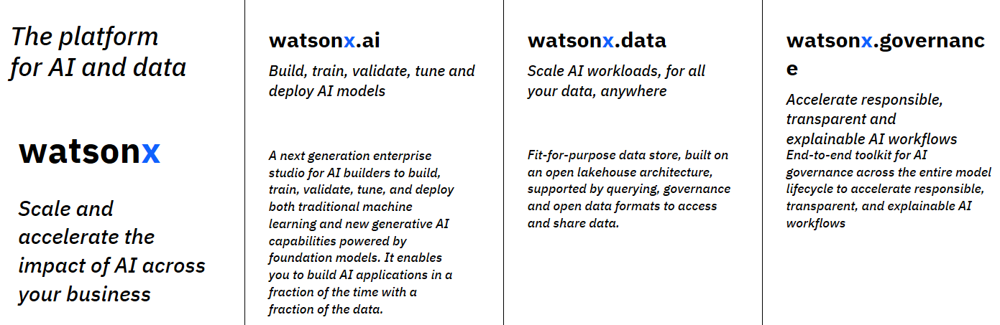 The platform
for AI and data
watsonx
Scale and
accelerate the
impact of AI across
your business
watsonx.ai
Build, train, validate, tune and
deploy AI models
A next generation enterprise
studio for AI builders to build,
train, validate, tune, and deploy
both traditional machine
learning and new generative AI
capabilities powered by
foundation models. It enables
you to build AI applications in a
fraction of the time with a
fraction of the data.
watsonx.data
Scale AI workloads, for all
your data, anywhere
Fit-for-purpose data store, built on
an open lakehouse architecture,
supported by querying, governance
and open data formats to access
and share data.
watsonx.governanc
e
Accelerate responsible,
transparent and
explainable AI workflows
End-to-end toolkit for AI
governance across the entire model
lifecycle to accelerate responsible,
transparent, and explainable AI
workflows